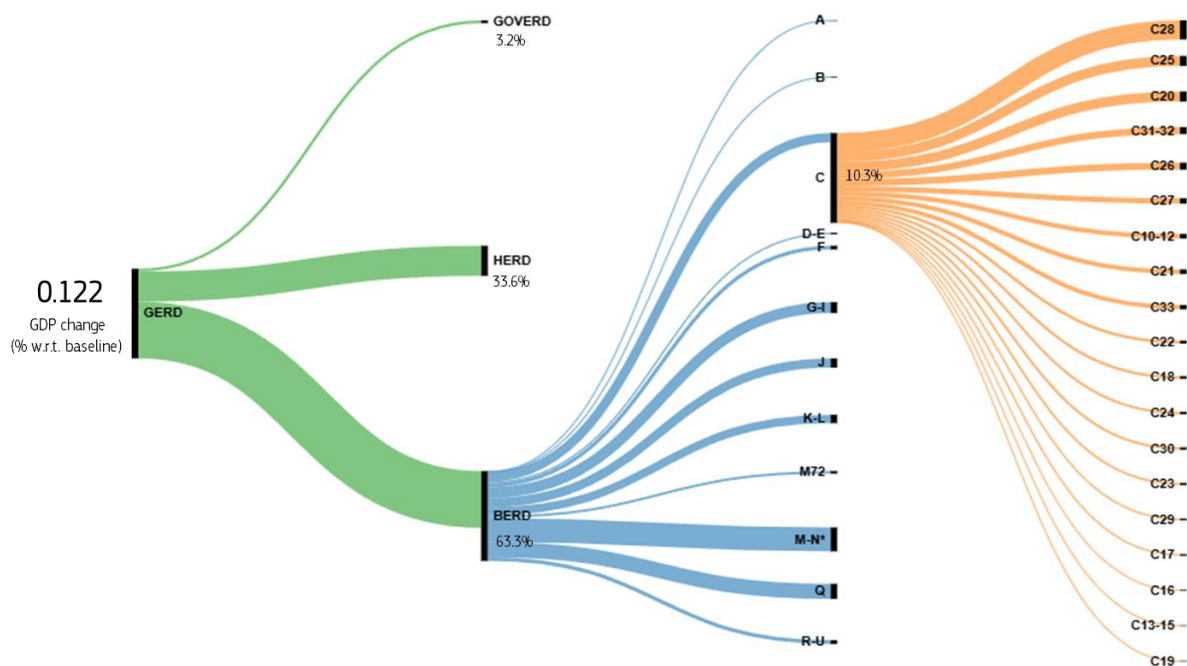 0.122
GDP change
(% w.r.t. baseline)
GERD
GOVERD
3.2%
HERD
33.6%
BERD
63.3%
A
B
C
10.3%
D-E
F
G-I
J
K-L
M72
M-N*
Q
R-U
C28
C25
C20
C31-32
C26
C27
C10-12
C21
C33
C22
C18
C24
C30
C23
C29
C17
C16
C13-15
C19